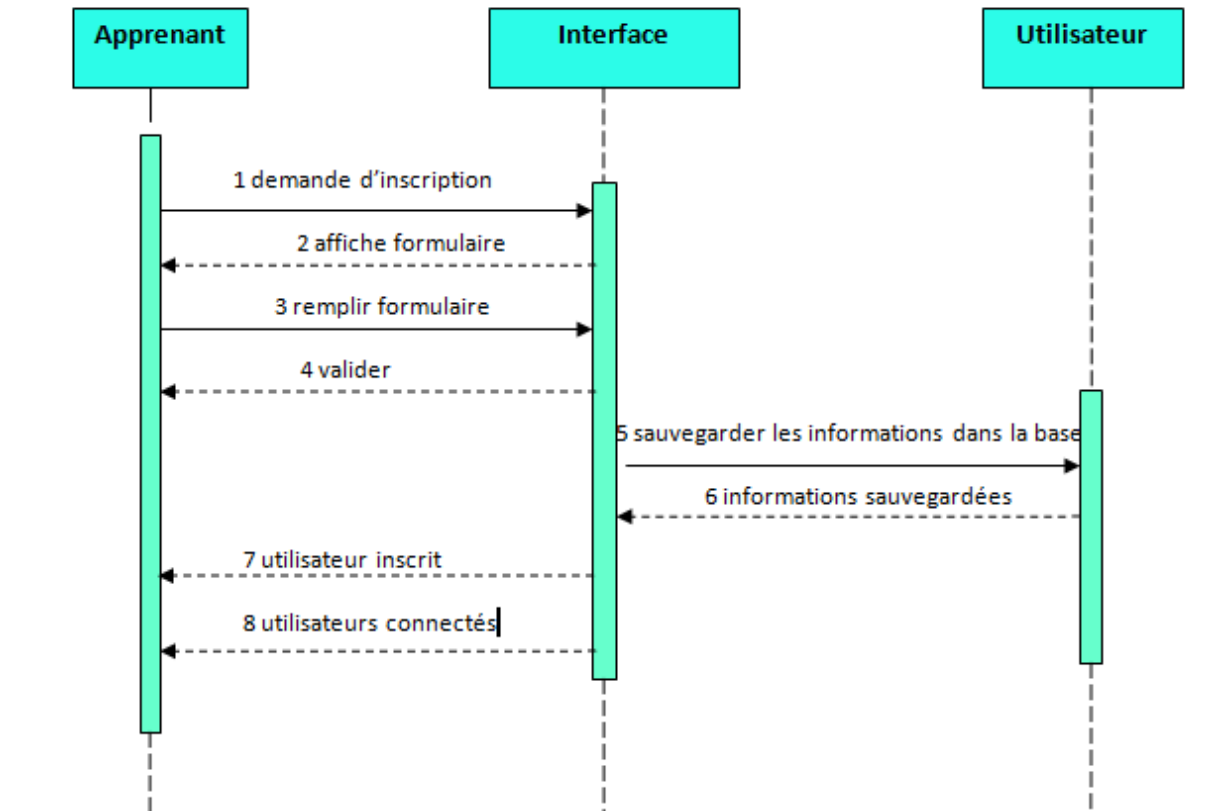 Apprenant
Interface
Utilisateur
1 demande d’inscription
2 affiche formulaire
3 remplir formulaire
4 valider
5 sauvegarder les informations dans la base
6 informations sauvegardées
7 utilisateur inscrit
8 utilisateurs connectés